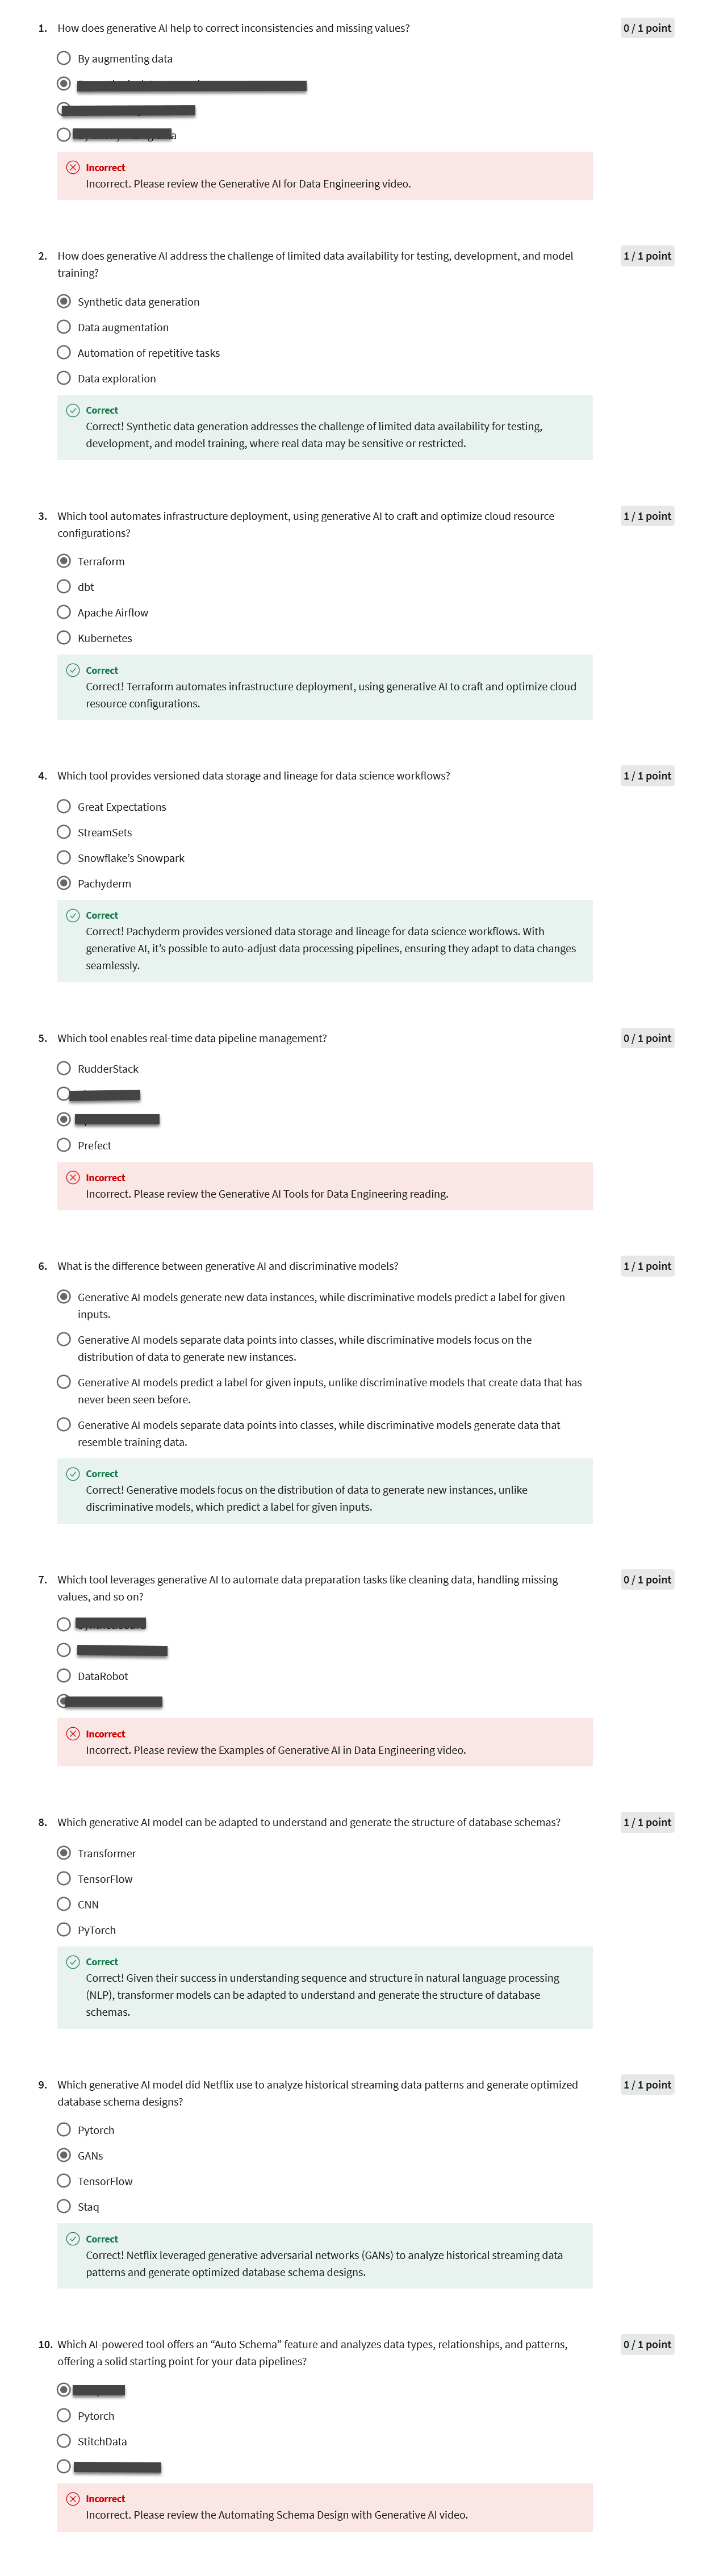 1. How does generative AI help to correct inconsistencies and missing values?
0 / 1 point
By augmenting data
Incorrect
Incorrect. Please review the Generative AI for Data Engineering video.
2. How does generative AI address the challenge of limited data availability for testing, development, and model
training?
1 / 1 point
Synthetic data generation
Data augmentation
Automation of repetitive tasks
Data exploration
Correct
Correct! Synthetic data generation addresses the challenge of limited data availability for testing,
development, and model training, where real data may be sensitive or restricted.
3. Which tool automates infrastructure deployment, using generative AI to craft and optimize cloud resource
configurations?
1 / 1 point
Terraform
dbt
Apache Airflow
Kubernetes
Correct
Correct! Terraform automates infrastructure deployment, using generative AI to craft and optimize cloud
resource configurations.
4. Which tool provides versioned data storage and lineage for data science workflows?
1 / 1 point
Great Expectations
StreamSets
Snowflake’s Snowpark
Pachyderm
Correct
Correct! Pachyderm provides versioned data storage and lineage for data science workflows. With
generative AI, it’s possible to auto-adjust data processing pipelines, ensuring they adapt to data changes
seamlessly.
5. Which tool enables real-time data pipeline management?
0 / 1 point
RudderStack
Prefect
Incorrect
Incorrect. Please review the Generative AI Tools for Data Engineering reading.
6. What is the difference between generative AI and discriminative models?
1 / 1 point
Generative AI models generate new data instances, while discriminative models predict a label for given
inputs.
Generative AI models separate data points into classes, while discriminative models focus on the
distribution of data to generate new instances.
Generative AI models predict a label for given inputs, unlike discriminative models that create data that has
never been seen before.
Generative AI models separate data points into classes, while discriminative models generate data that
resemble training data.
Correct
Correct! Generative models focus on the distribution of data to generate new instances, unlike
discriminative models, which predict a label for given inputs.
7. Which tool leverages generative AI to automate data preparation tasks like cleaning data, handling missing
values, and so on?
0 / 1 point
DataRobot
Incorrect
Incorrect. Please review the Examples of Generative AI in Data Engineering video.
8. Which generative AI model can be adapted to understand and generate the structure of database schemas?
1 / 1 point
Transformer
TensorFlow
CNN
PyTorch
Correct
Correct! Given their success in understanding sequence and structure in natural language processing
(NLP), transformer models can be adapted to understand and generate the structure of database
schemas.
9. Which generative AI model did Netflix use to analyze historical streaming data patterns and generate optimized
database schema designs?
1 / 1 point
Pytorch
GANs
TensorFlow
Staq
Correct
Correct! Netflix leveraged generative adversarial networks (GANs) to analyze historical streaming data
patterns and generate optimized database schema designs.
10. Which AI-powered tool offers an “Auto Schema” feature and analyzes data types, relationships, and patterns,
offering a solid starting point for your data pipelines?
0 / 1 point
Pytorch
StitchData
Incorrect
Incorrect. Please review the Automating Schema Design with Generative AI video.